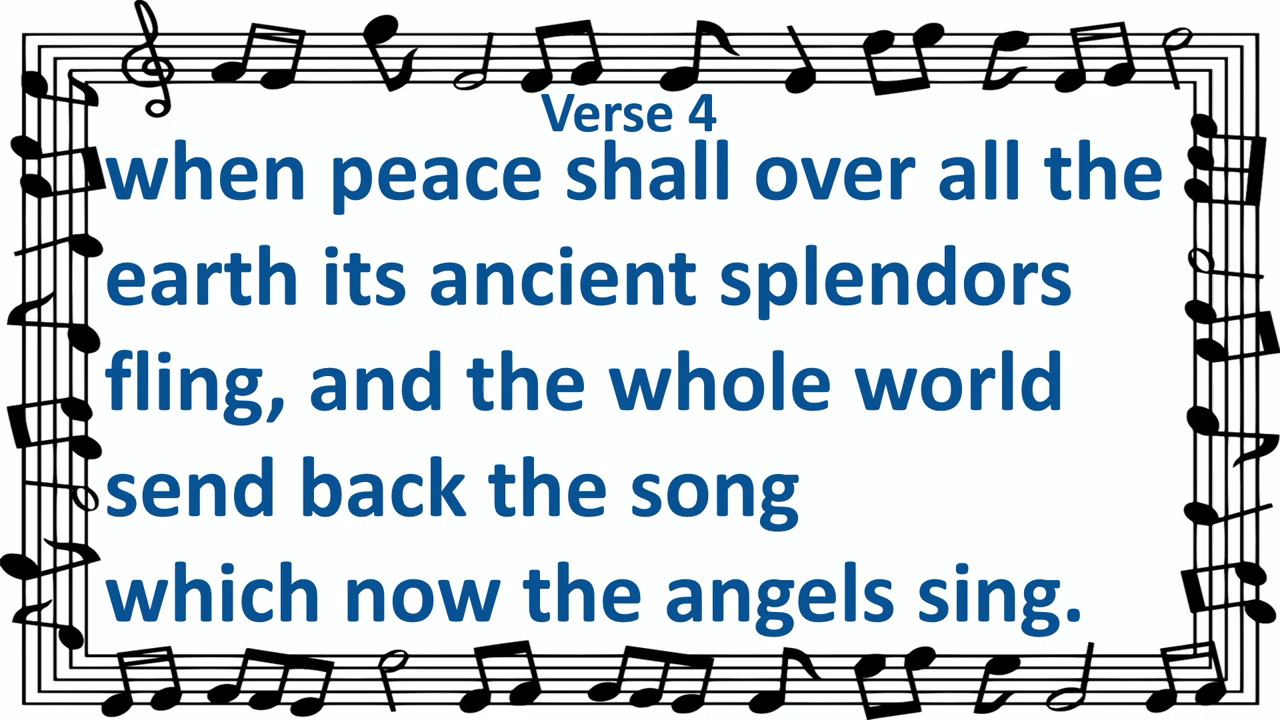 Verse 4
when peace shall over all the
earth its ancient splendors
fling, and the whole world
send back the song
which now the angels sing.